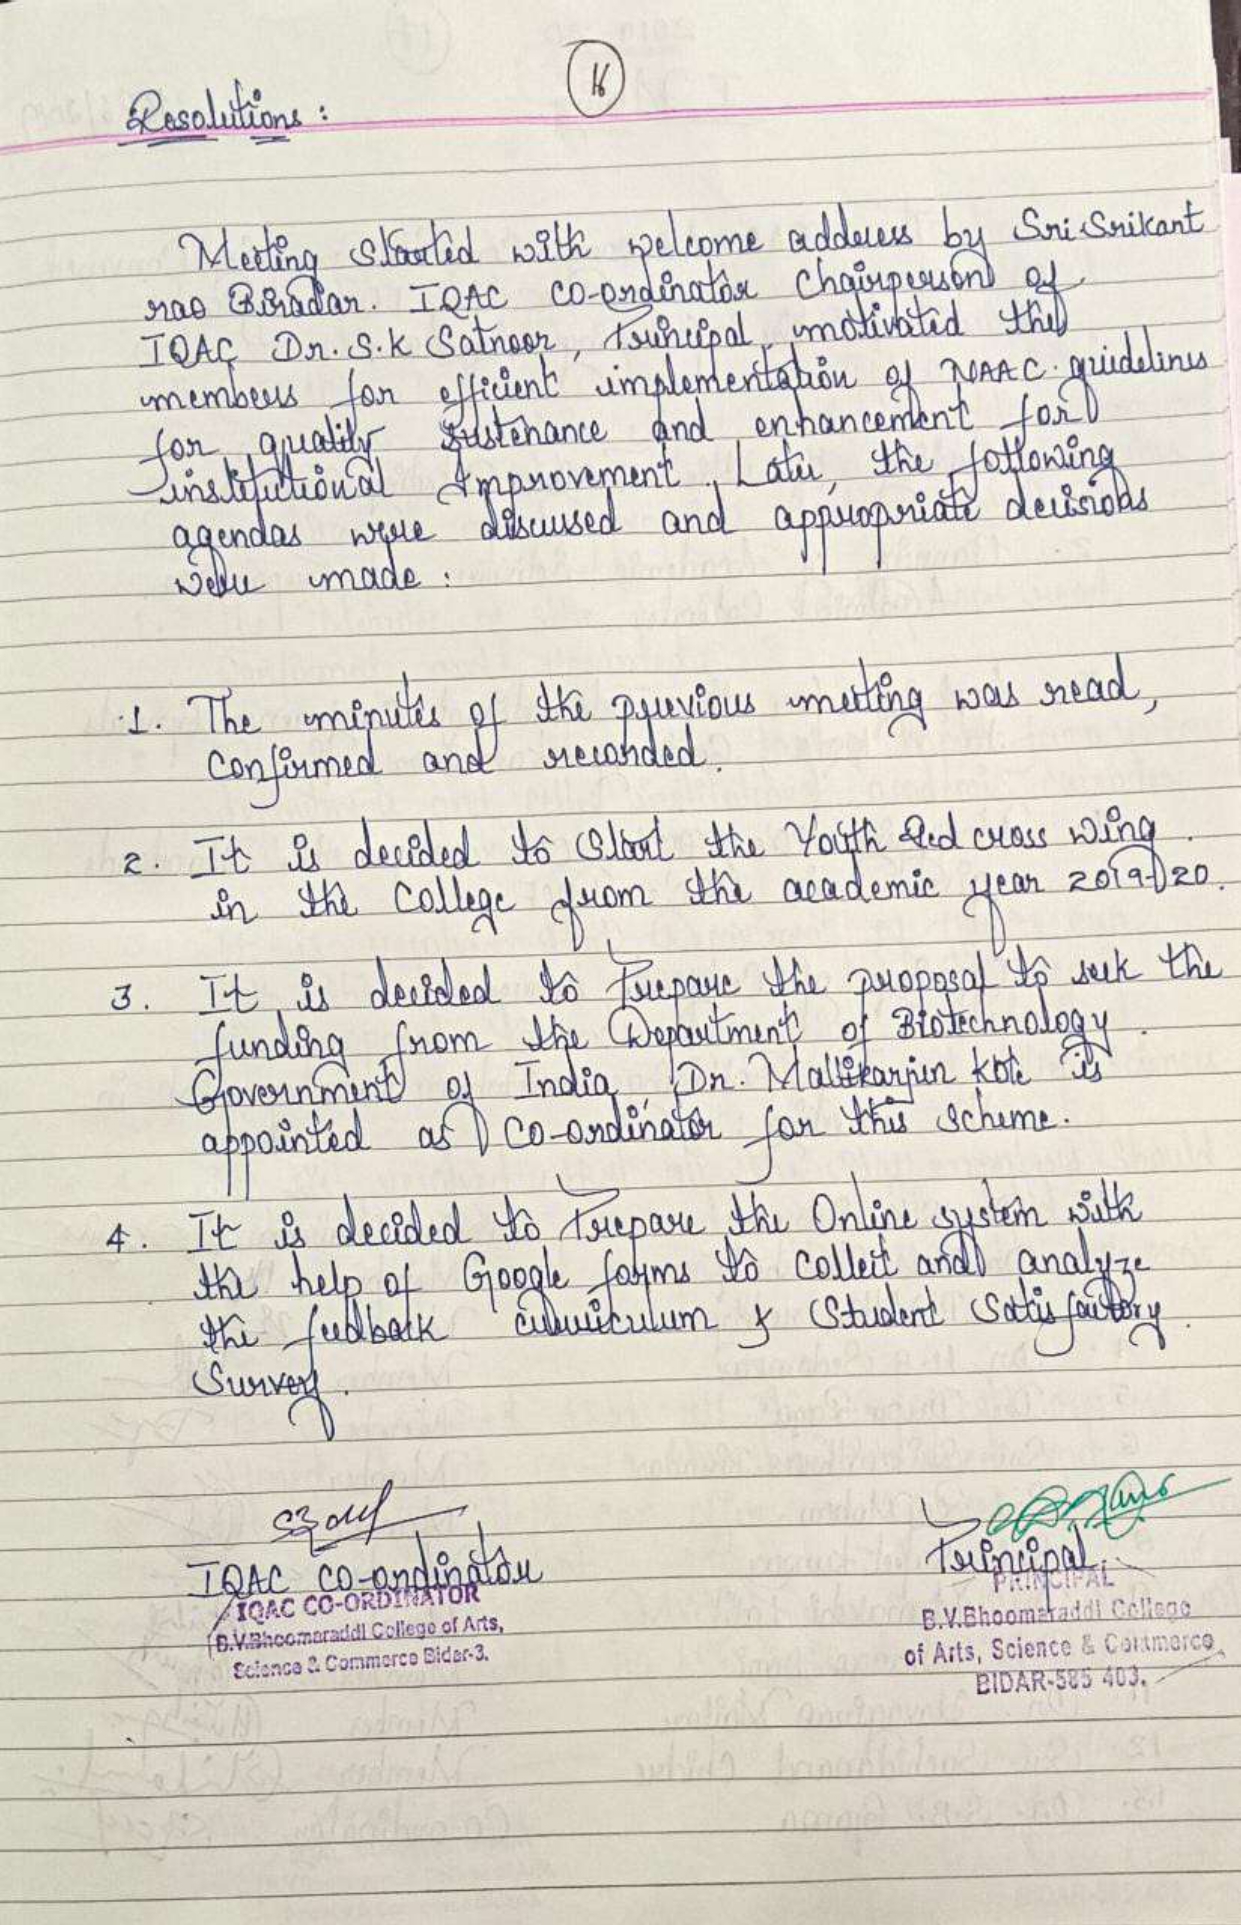 16
Resolutions :
Meeting Started with welcome address by Sri Srikant
rao Biradar. IQAC CO-ordinator Chairperson of
IQAC Dr. S.K Satnoor, Principal, motivated the
members for efficient implementation of NAAC guidelines
for quality sustenance and enhancement for
institutional Improvement. Later, the following
agendas were discussed and appropriate decisions
were made :
1. The minutes of the previous meeting was read,
Confirmed and recorded.
2. It is decided to Start the Youth Red cross wing
in the College from the academic year 2019-20.
3. It is decided to Prepare the proposal to seek the
funding from the Department of Biotechnology
Government of India, Dr. Mallikarjun Kote is
appointed as CO-ordinator for this scheme.
4. It is decided to Prepare the Online system with
the help of Google forms to collect and analyze
the feedback curriculum & Student Satisfactory
Survey.
IQAC CO-ordinator
IQAC CO-ORDINATOR
B.V.Bhoomaraddi College of Arts,
Science & Commerce Bidar-3.
Principal
PRINCIPAL
B.V.Bhoomaraddi College
of Arts, Science & Commerce
BIDAR-585 403.